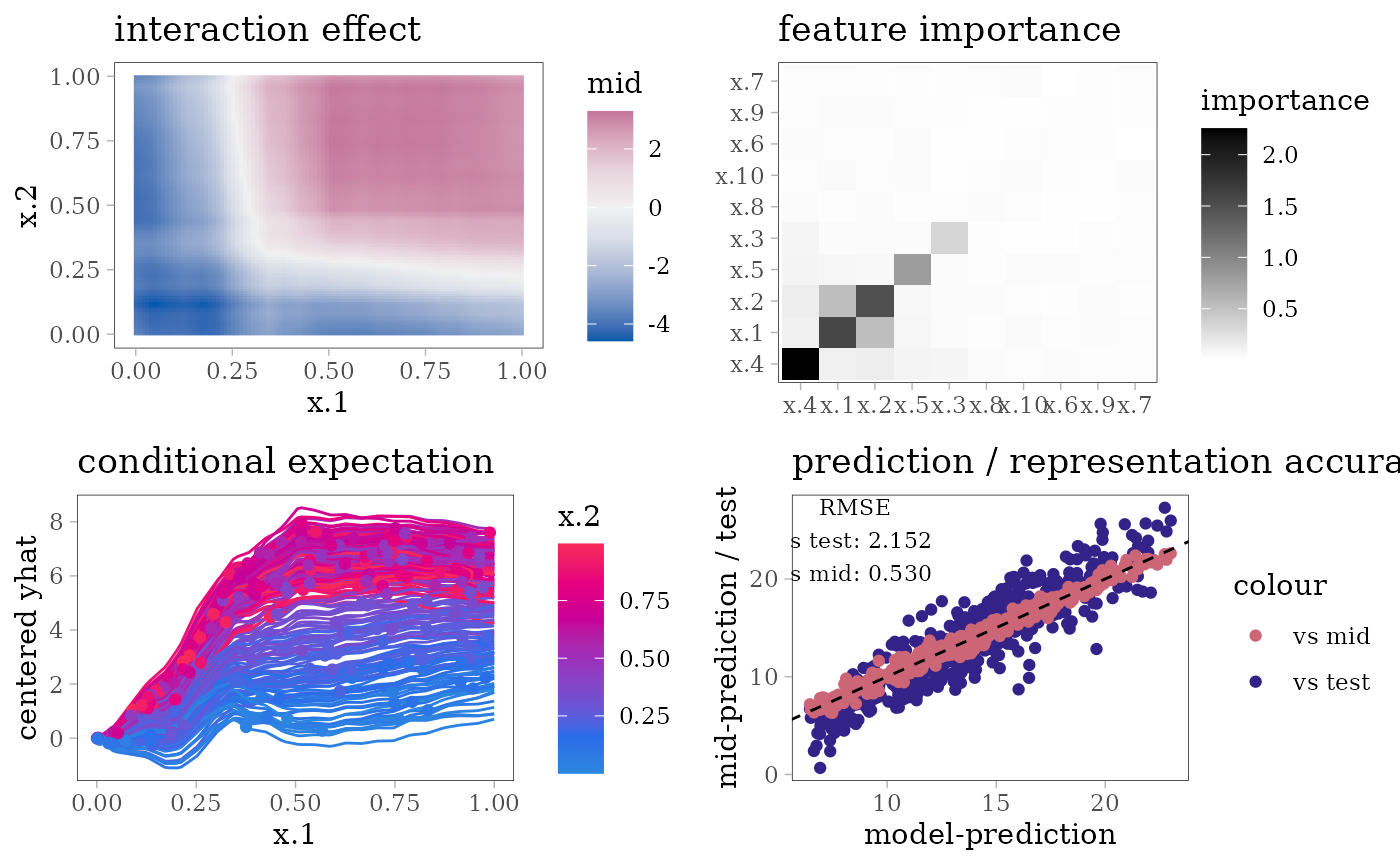 interaction effect
mid
1.00
0.75
0.50
0.25
0.00
x.2
0.00 0.25 0.50 0.75 1.00
x.1
2
0
-2
-4
feature importance
importance
x.7
x.9
x.6
x.10
x.8
x.3
x.5
x.2
x.1
x.4
x.4 x.1 x.2 x.5 x.3 x.8 x.10 x.6 x.9 x.7
2.0
1.5
1.0
0.5
conditional expectation
x.2
8
6
4
2
0
centered yhat
0.00 0.25 0.50 0.75 1.00
x.1
0.75
0.50
0.25
prediction / representation accura
RMSE
s test: 2.152
s mid: 0.530
20
10
0
mid-prediction / test
10 15 20
model-prediction
colour
vs mid
vs test